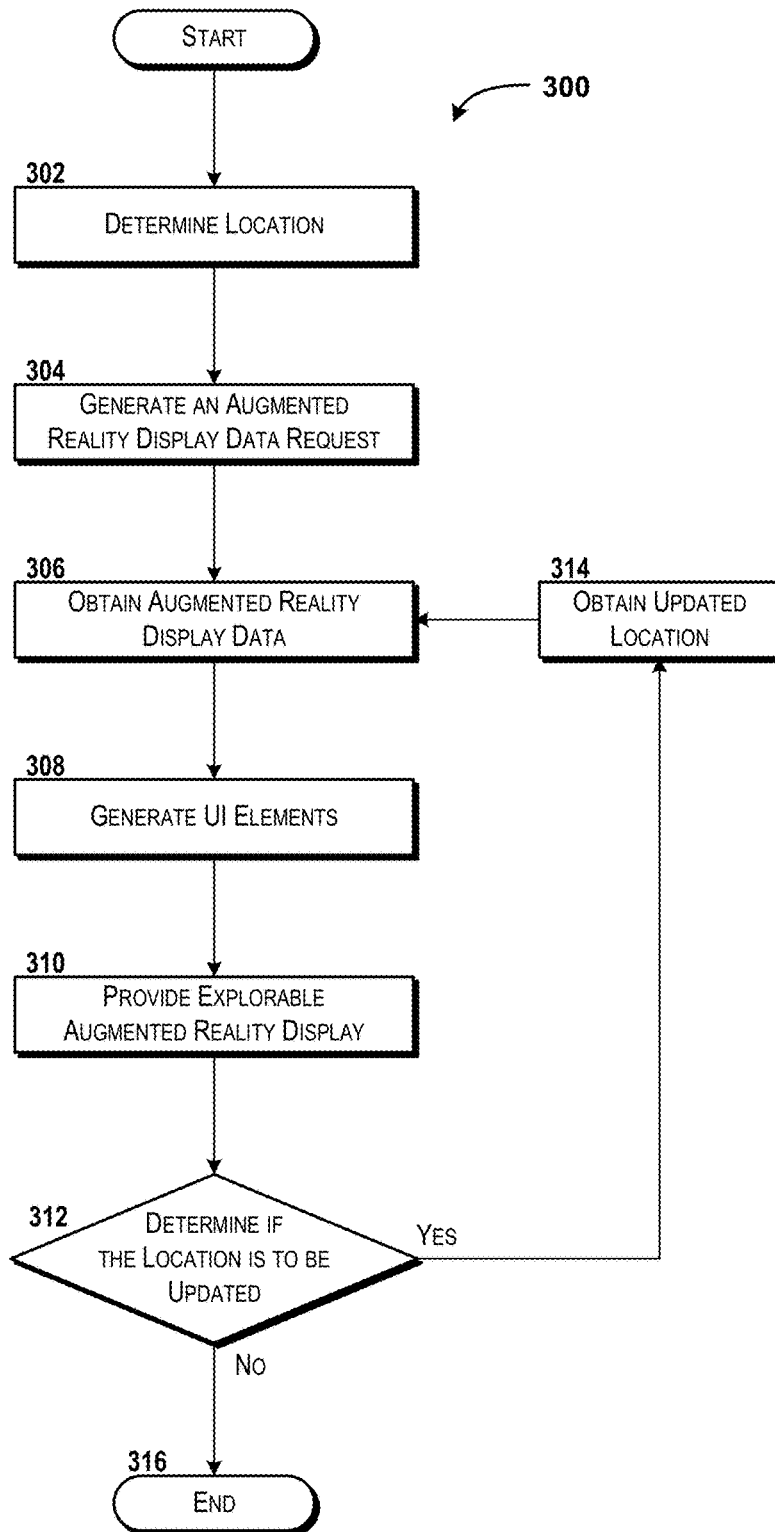 START
300
302
DETERMINE LOCATION
304
GENERATE AN AUGMENTED
REALITY DISPLAY DATA REQUEST
306
OBTAIN AUGMENTED REALITY
DISPLAY DATA
314
OBTAIN UPDATED
LOCATION
308
GENERATE UI ELEMENTS
310
PROVIDE EXPLORABLE
AUGMENTED REALITY DISPLAY
312
DETERMINE IF
THE LOCATION IS TO BE
UPDATED
YES
NO
316
END